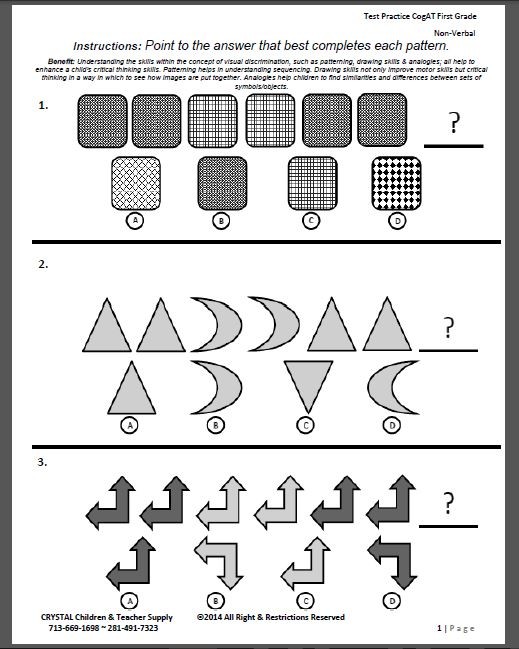 Test Practice CogAT First Grade
Non-Verbal
Instructions: Point to the answer that best completes each pattern.
Benefit: Understanding the skills within the concept of visual discrimination, such as patterning, drawing skills & analogies; all help to
enhance a child's critical thinking skills. Patterning helps in understanding sequencing. Drawing skills not only improve motor skills but critical
thinking in a way in which to see how images are put together. Analogies help children to find similarities and differences between sets of
symbols/objects.
1.
?
A B C D
2.
?
A B C D
3.
?
A B C D
CRYSTAL Children & Teacher Supply ©2014 All Right & Restrictions Reserved
713-669-1698 ~ 281-491-7323 1 | Page